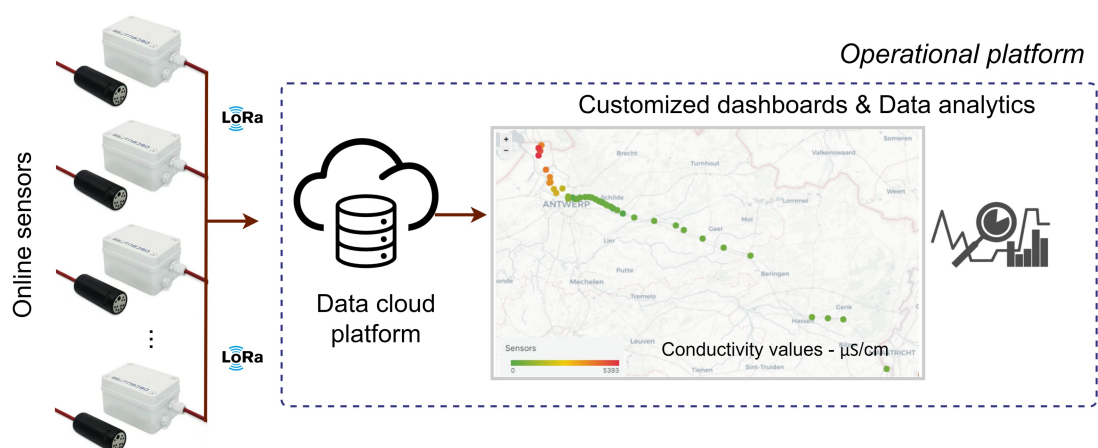 Operational platform
Customized dashboards & Data analytics
Online sensors
LoRa
LoRa
Data cloud
platform
+
−
Someren
Brecht
Turnhout
Valkenswaard
Weert
Schilde
ANTWERP
Lommel
Mol
Geel
Lier
Putte
Beringen
onde
Mechelen
Tremelo
Genk
Hasselt
Leuven
Sensors
Conductivity values - µS/cm
0
5393
Tienen
Sint-Truiden
⋮